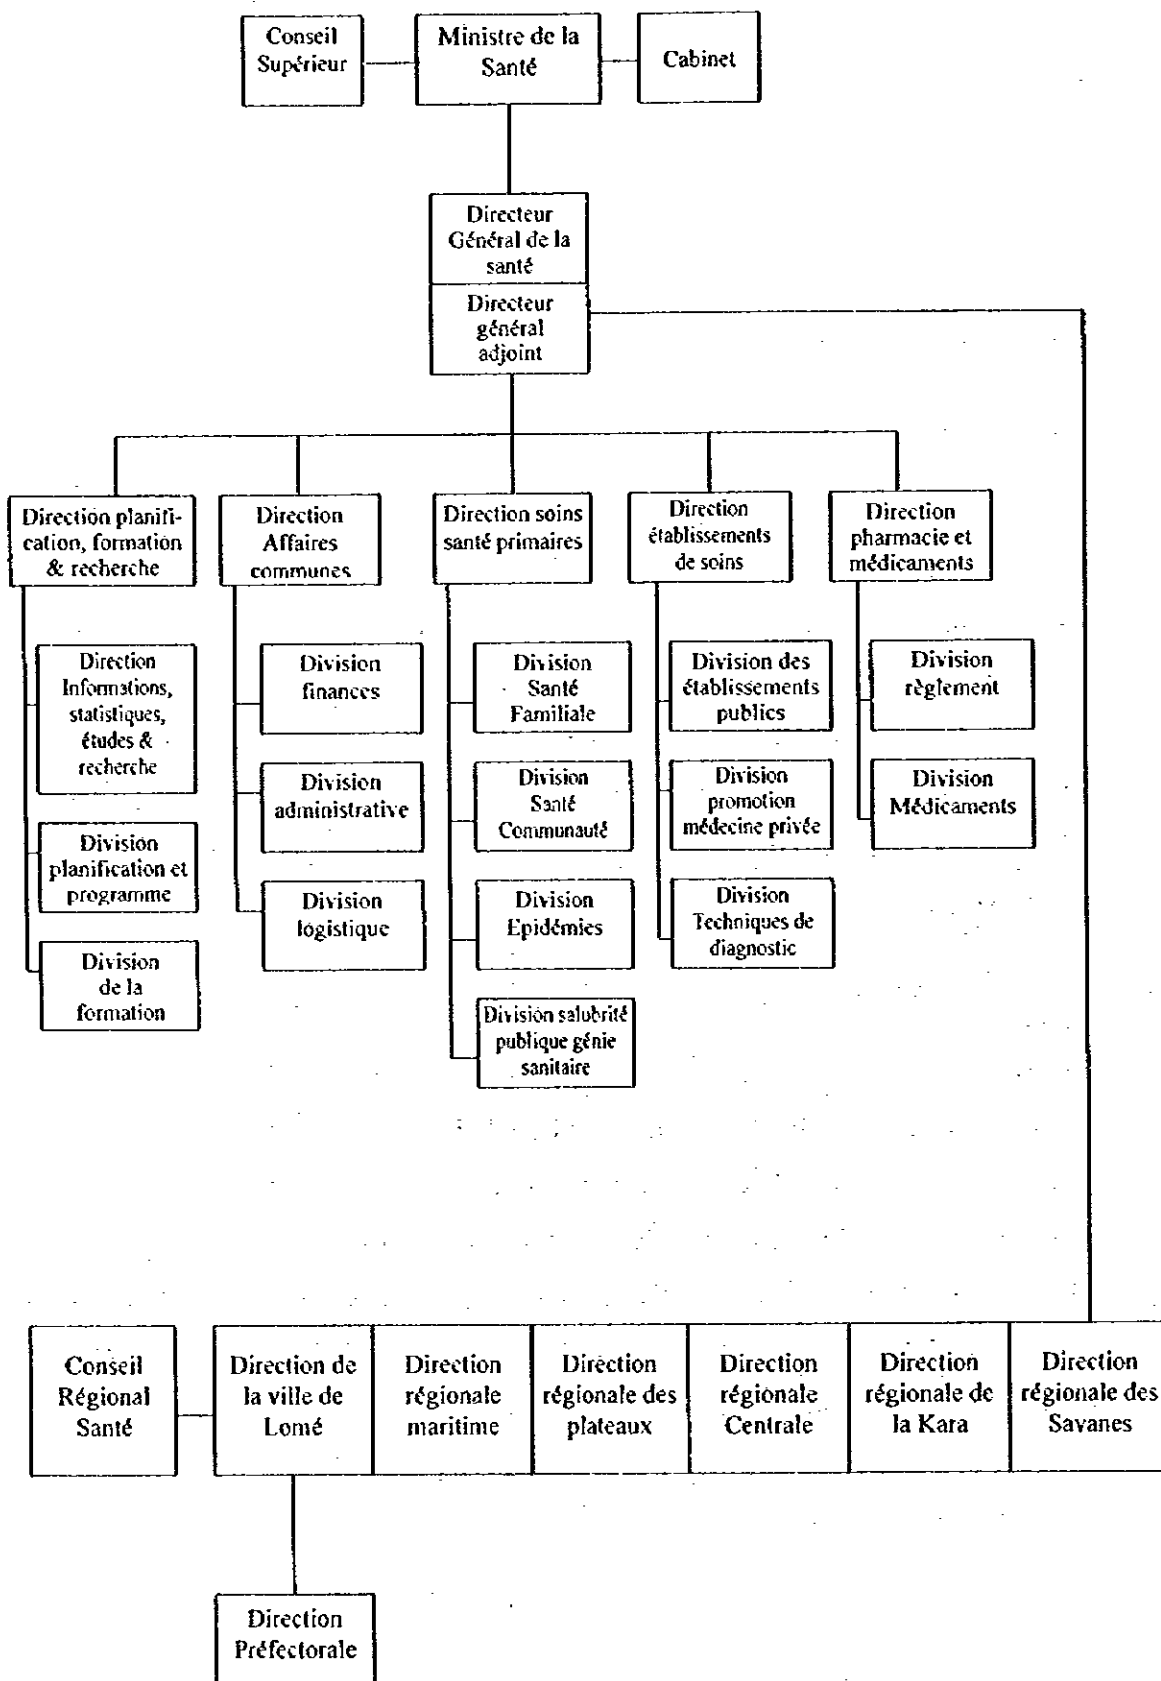 Conseil
Supérieur
Ministre de la
Santé
Cabinet
Directeur
Général de la
santé
Directeur
général
adjoint
Direction planifi-
cation, formation
& recherche
Direction
Affaires
communes
Direction soins
santé primaires
Direction
établissements
de soins
Direction
pharmacie et
médicaments
Direction
Informations,
statistiques,
études &
recherche
Division
planification et
programme
Division
de la
formation
Division
finances
Division
administrative
Division
logistique
Division
Santé
Familiale
Division
Santé
Communauté
Division
Epidémies
Division salubrité
publique génie
sanitaire
Division des
établissements
publics
Division
promotion
médecine privée
Division
Techniques de
diagnostic
Division
règlement
Division
Médicaments
Conseil
Régional
Santé
Direction de
la ville de
Lomé
Direction
régionale
maritime
Direction
régionale des
plateaux
Direction
régionale
Centrale
Direction
régionale de
la Kara
Direction
régionale des
Savanes
Direction
Préfectorale